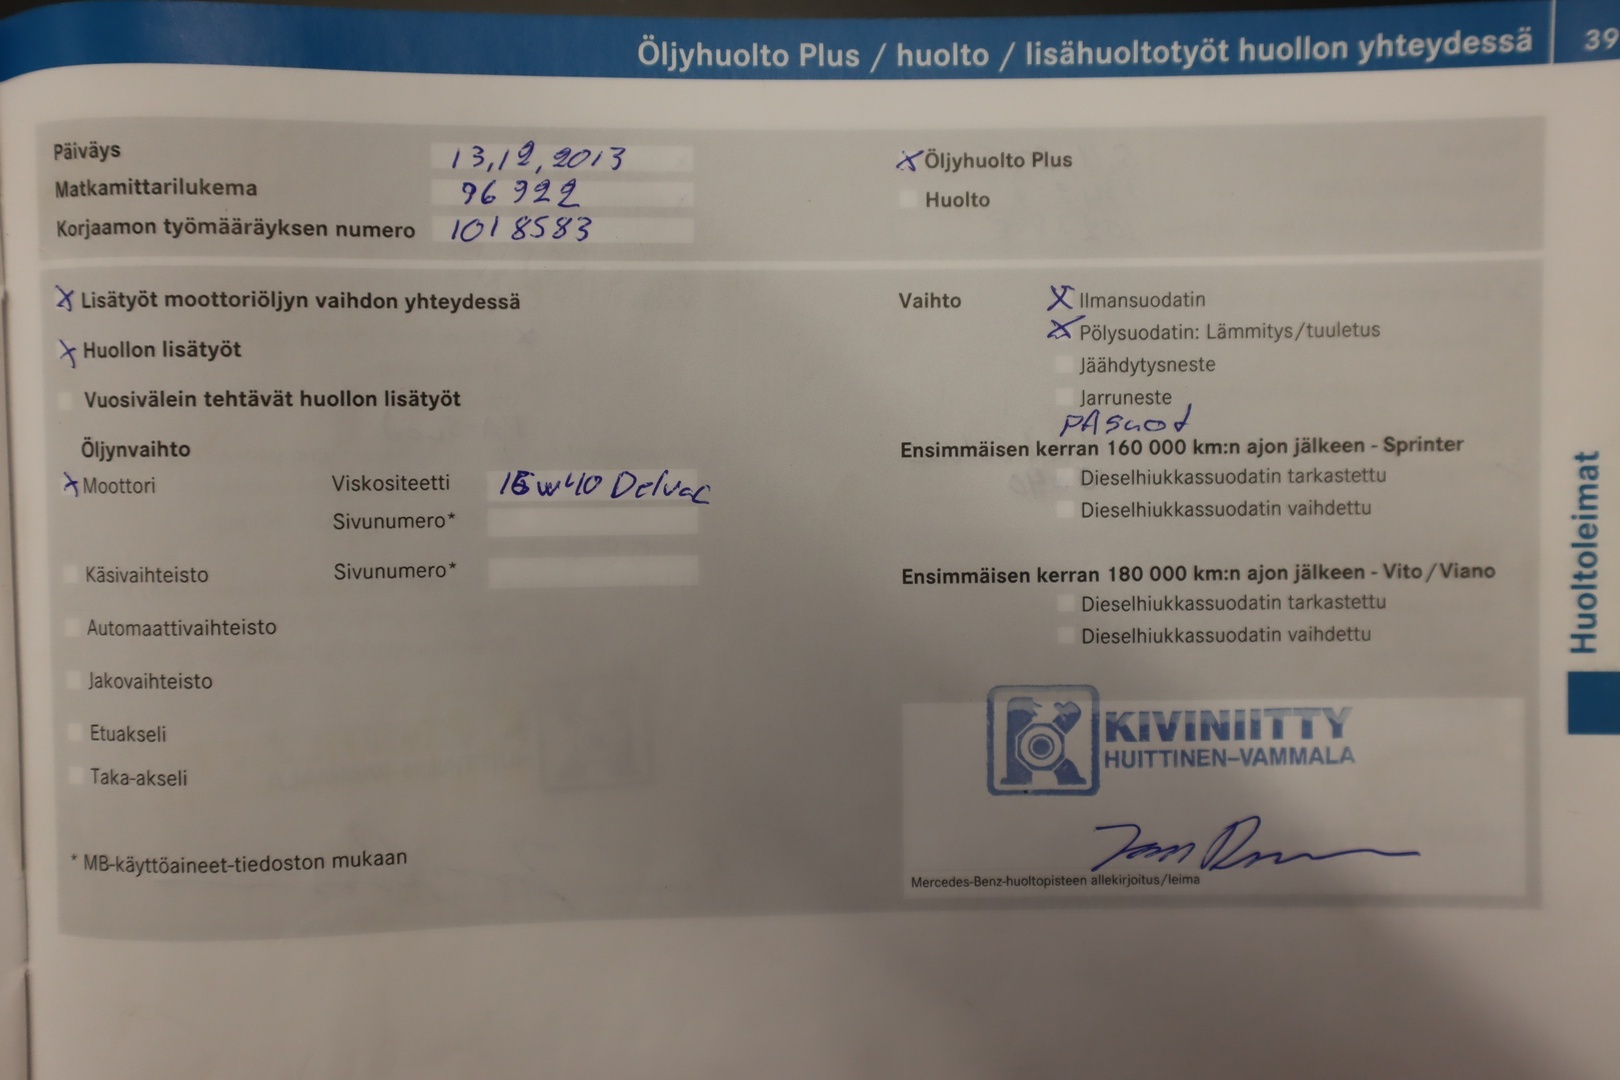 Öljyhuolto Plus / huolto / lisähuoltotyöt huollon yhteydessä 39
Päiväys 13,12,2013
Matkamittarilukema 96 922
Korjaamon työmääräyksen numero 1018583
x Öljyhuolto Plus
Huolto
x Lisätyöt moottoriöljyn vaihdon yhteydessä
x Huollon lisätyöt
Vuosivälein tehtävät huollon lisätyöt
Öljynvaihto
x Moottori Viskositeetti 15w40 Delvac
Sivunumero*
Käsivaihteisto Sivunumero*
Automaattivaihteisto
Jakovaihteisto
Etuakseli
Taka-akseli
* MB-käyttöaineet-tiedoston mukaan
Vaihto x Ilmansuodatin
x Pölysuodatin: Lämmitys/tuuletus
Jäähdytysneste
Jarruneste
PA suod
Ensimmäisen kerran 160 000 km:n ajon jälkeen - Sprinter
Dieselhiukkassuodatin tarkastettu
Dieselhiukkassuodatin vaihdettu
Ensimmäisen kerran 180 000 km:n ajon jälkeen - Vito/Viano
Dieselhiukkassuodatin tarkastettu
Dieselhiukkassuodatin vaihdettu
KIVINIITTY
HUITTINEN-VAMMALA
Mercedes-Benz-huoltopisteen allekirjoitus/leima
Huoltoleimat